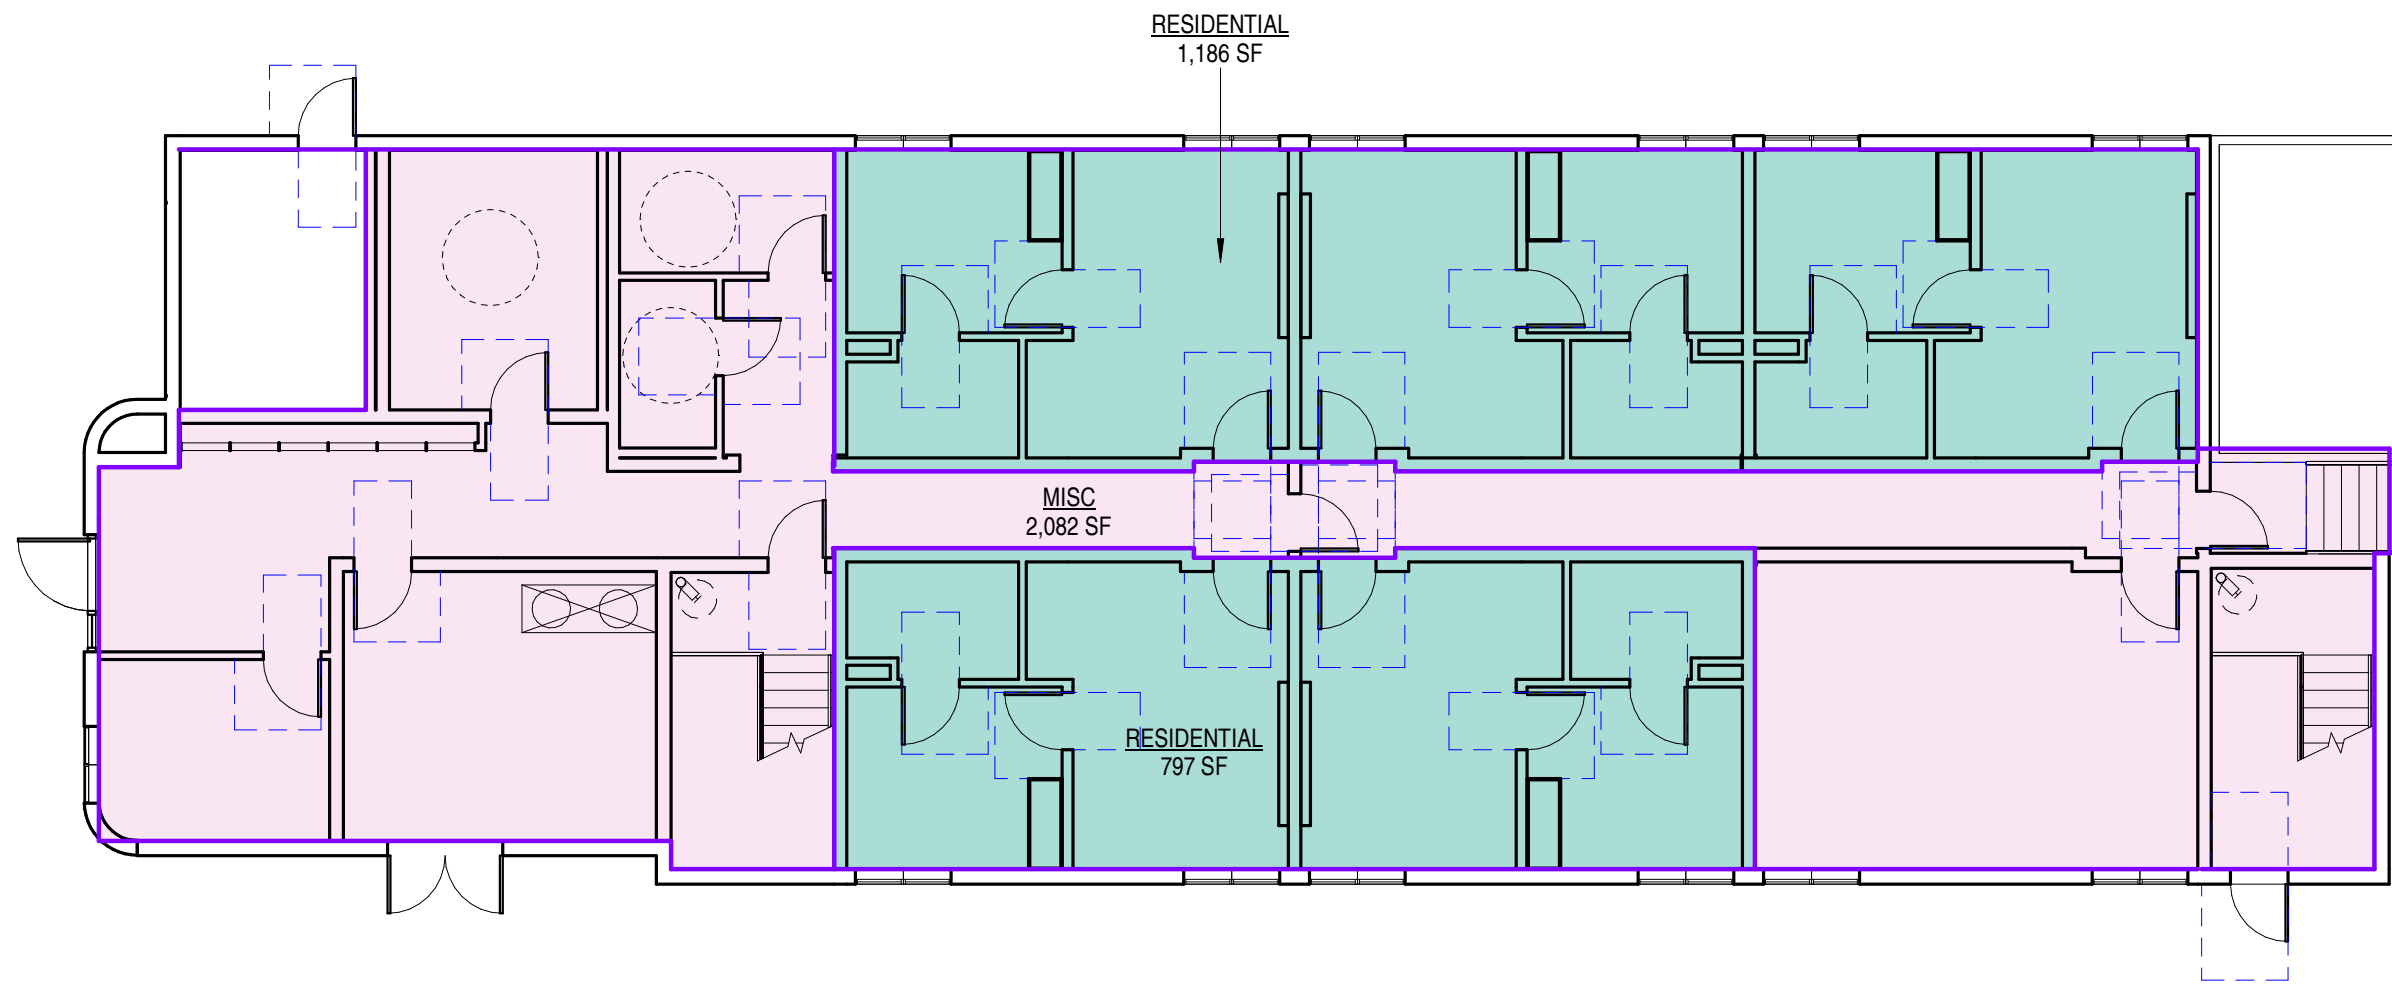 RESIDENTIAL
1,186 SF
MISC
2,082 SF
RESIDENTIAL
797 SF